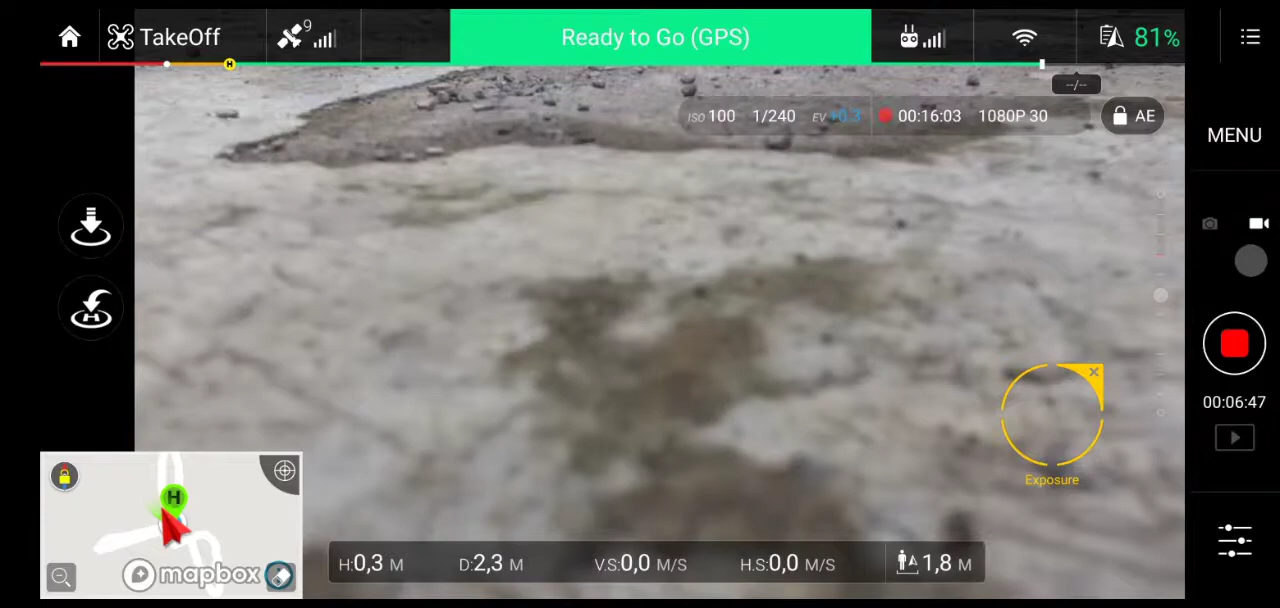 TakeOff
9
Ready to Go (GPS)
81%
H
--/--
ISO 100 1/240 EV +0.3 00:16:03 1080P 30
AE
MENU
00:06:47
Exposure
H
mapbox
H:0,3 M D:2,3 M V.S:0,0 M/S H.S:0,0 M/S 1,8 M